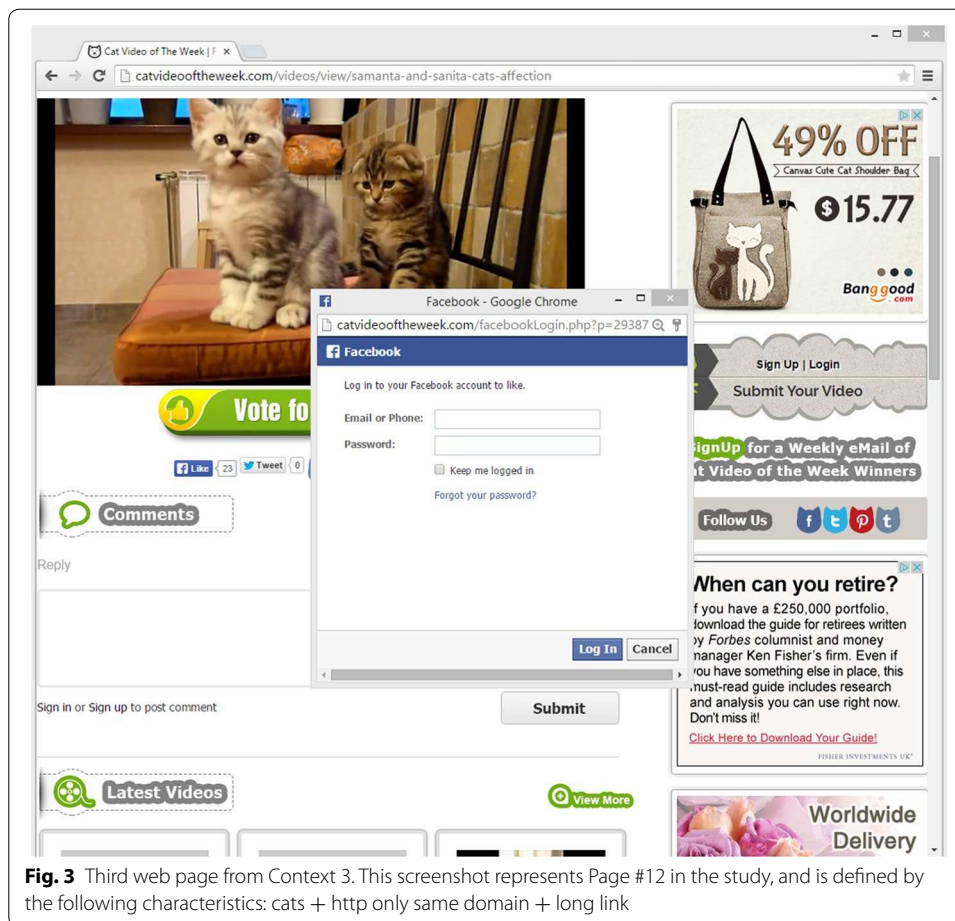 Cat Video of The Week | F
catvideooftheweek.com/videos/view/samanta-and-sanita-cats-affection
49% OFF
Canvas Cute Cat Shoulder Bag
$15.77
Banggood
.com
Facebook - Google Chrome
catvideooftheweek.com/facebookLogin.php?p=29387
Facebook
Log in to your Facebook account to like.
Email or Phone:
Password:
Keep me logged in
Forgot your password?
Log In Cancel
Vote fo
Like 23 Tweet 0
Comments
Reply
Sign in or Sign up to post comment
Submit
Latest Videos
View More
Sign Up | Login
Submit Your Video
SignUp for a Weekly eMail of
at Video of the Week Winners
Follow Us
When can you retire?
If you have a £250,000 portfolio,
download the guide for retirees written
by Forbes columnist and money
manager Ken Fisher's firm. Even if
you have something else in place, this
must-read guide includes research
and analysis you can use right now.
Don't miss it!
Click Here to Download Your Guide!
FISHER INVESTMENTS UK
Worldwide
Delivery
Fig. 3 Third web page from Context 3. This screenshot represents Page #12 in the study, and is defined by
the following characteristics: cats + http only same domain + long link